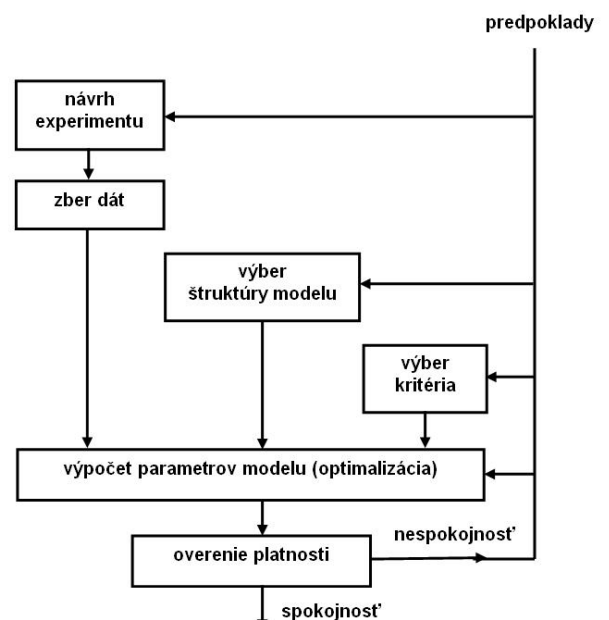 predpoklady
návrh
experimentu
zber dát
výber
štruktúry modelu
výber
kritéria
výpočet parametrov modelu (optimalizácia)
nespokojnosť
overenie platnosti
spokojnosť